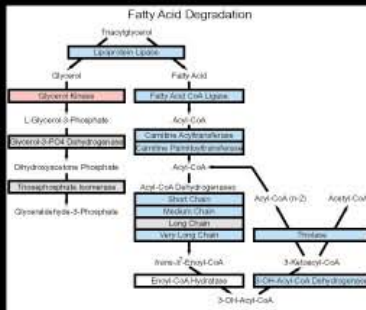 Fatty Acid Degradation
Triacylglycerol
Lipoprotein Lipase
Glycerol
Fatty Acid
Glycerol Kinase
Fatty Acid CoA Ligase
L-Glycerol-3-Phosphate
Acyl-CoA
Glycerol-3-PO4 Dehydrogenase
Carnitine Acyltransferase
Carnitine Palmitoyltransferase
Dihydroxyacetone Phosphate
Acyl-CoA
Triosephosphate Isomerase
Acyl-CoA Dehydrogenases
Short Chain
Medium Chain
Long Chain
Very Long Chain
Glyceraldehyde-3-Phosphate
Acyl-CoA (n-2)
Acetyl-CoA
Thiolase
trans-Δ²-Enoyl-CoA
3-Ketoacyl-CoA
Enoyl-CoA Hydratase
3-OH-Acyl-CoA Dehydrogenase
3-OH-Acyl-CoA